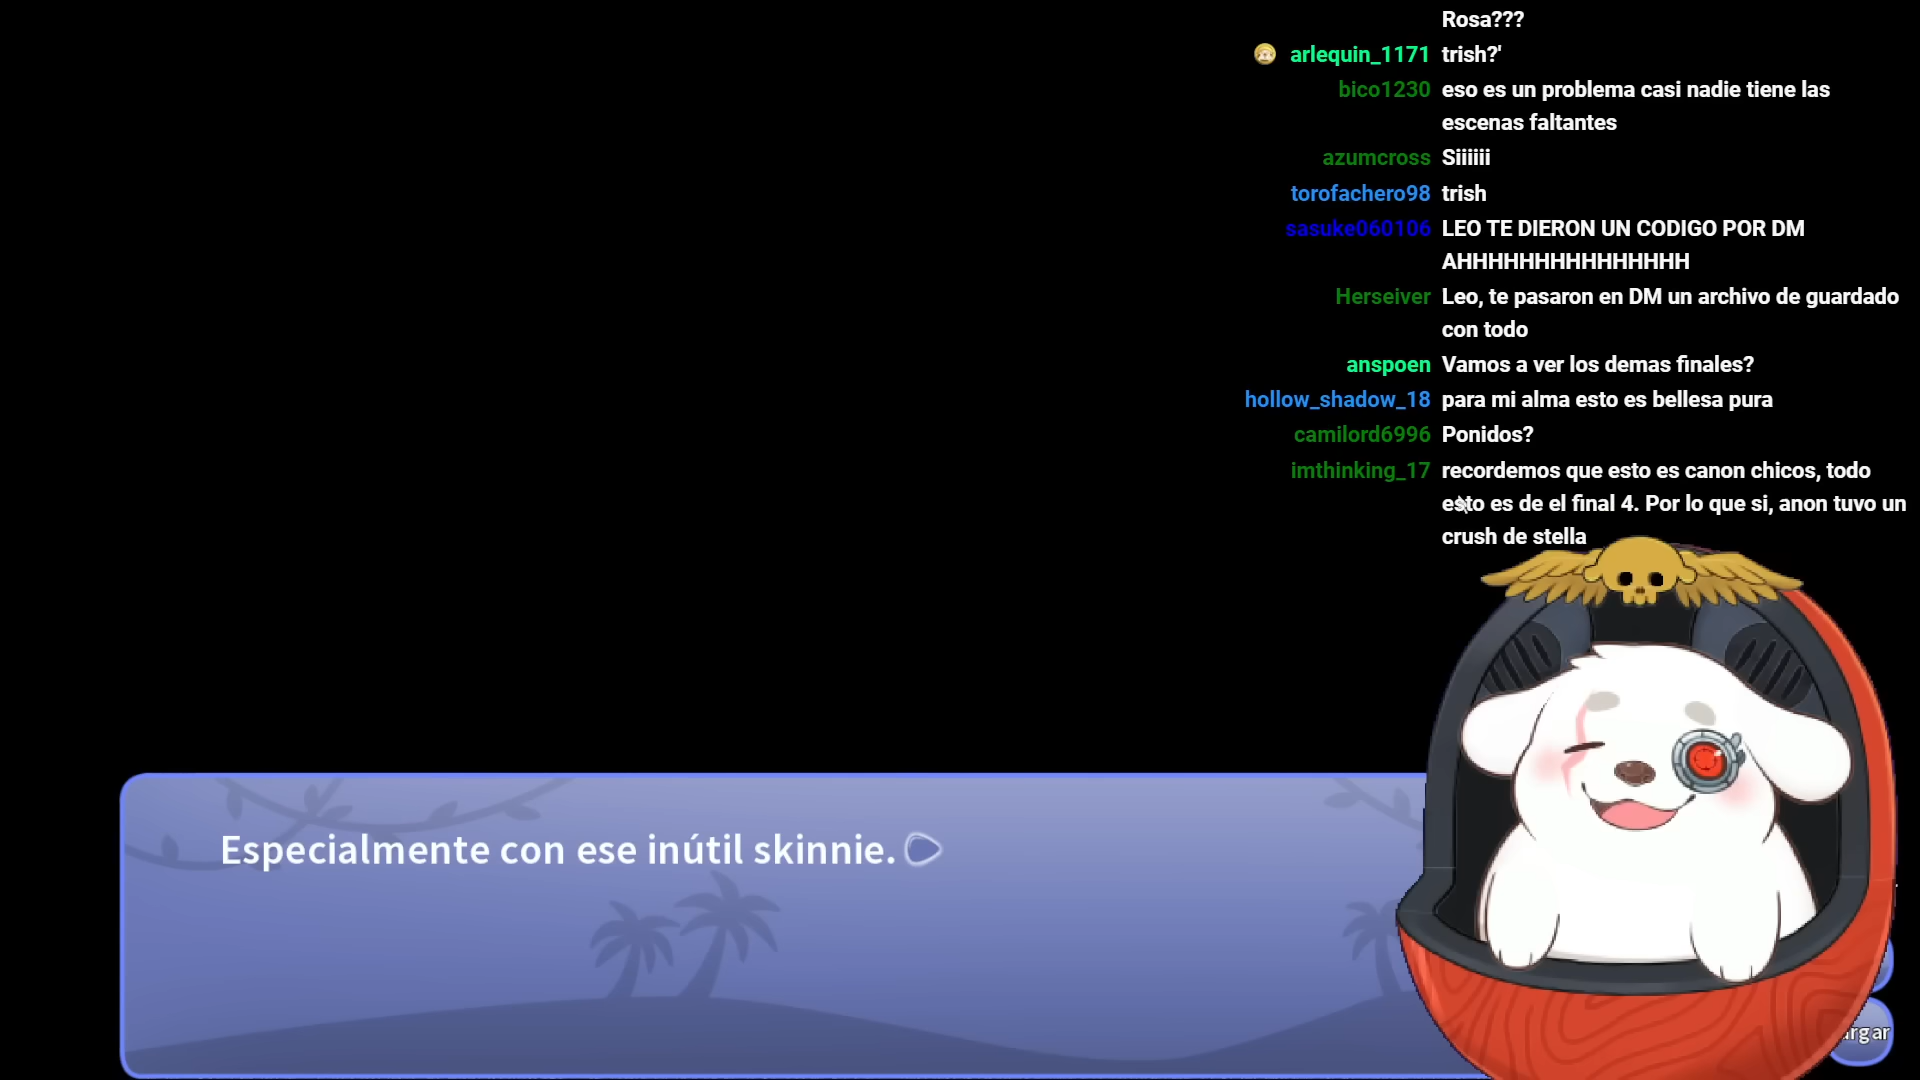 Rosa???
arlequin_1171 trish?'
bico1230 eso es un problema casi nadie tiene las
escenas faltantes
azumcross Siiiiii
torofachero98 trish
sasuke060106 LEO TE DIERON UN CODIGO POR DM
AHHHHHHHHHHHHHHH
Herseiver Leo, te pasaron en DM un archivo de guardado
con todo
anspoen Vamos a ver los demas finales?
hollow_shadow_18 para mi alma esto es bellesa pura
camilord6996 Ponidos?
imthinking_17 recordemos que esto es canon chicos, todo
esto es de el final 4. Por lo que si, anon tuvo un
crush de stella
Especialmente con ese inútil skinnie.